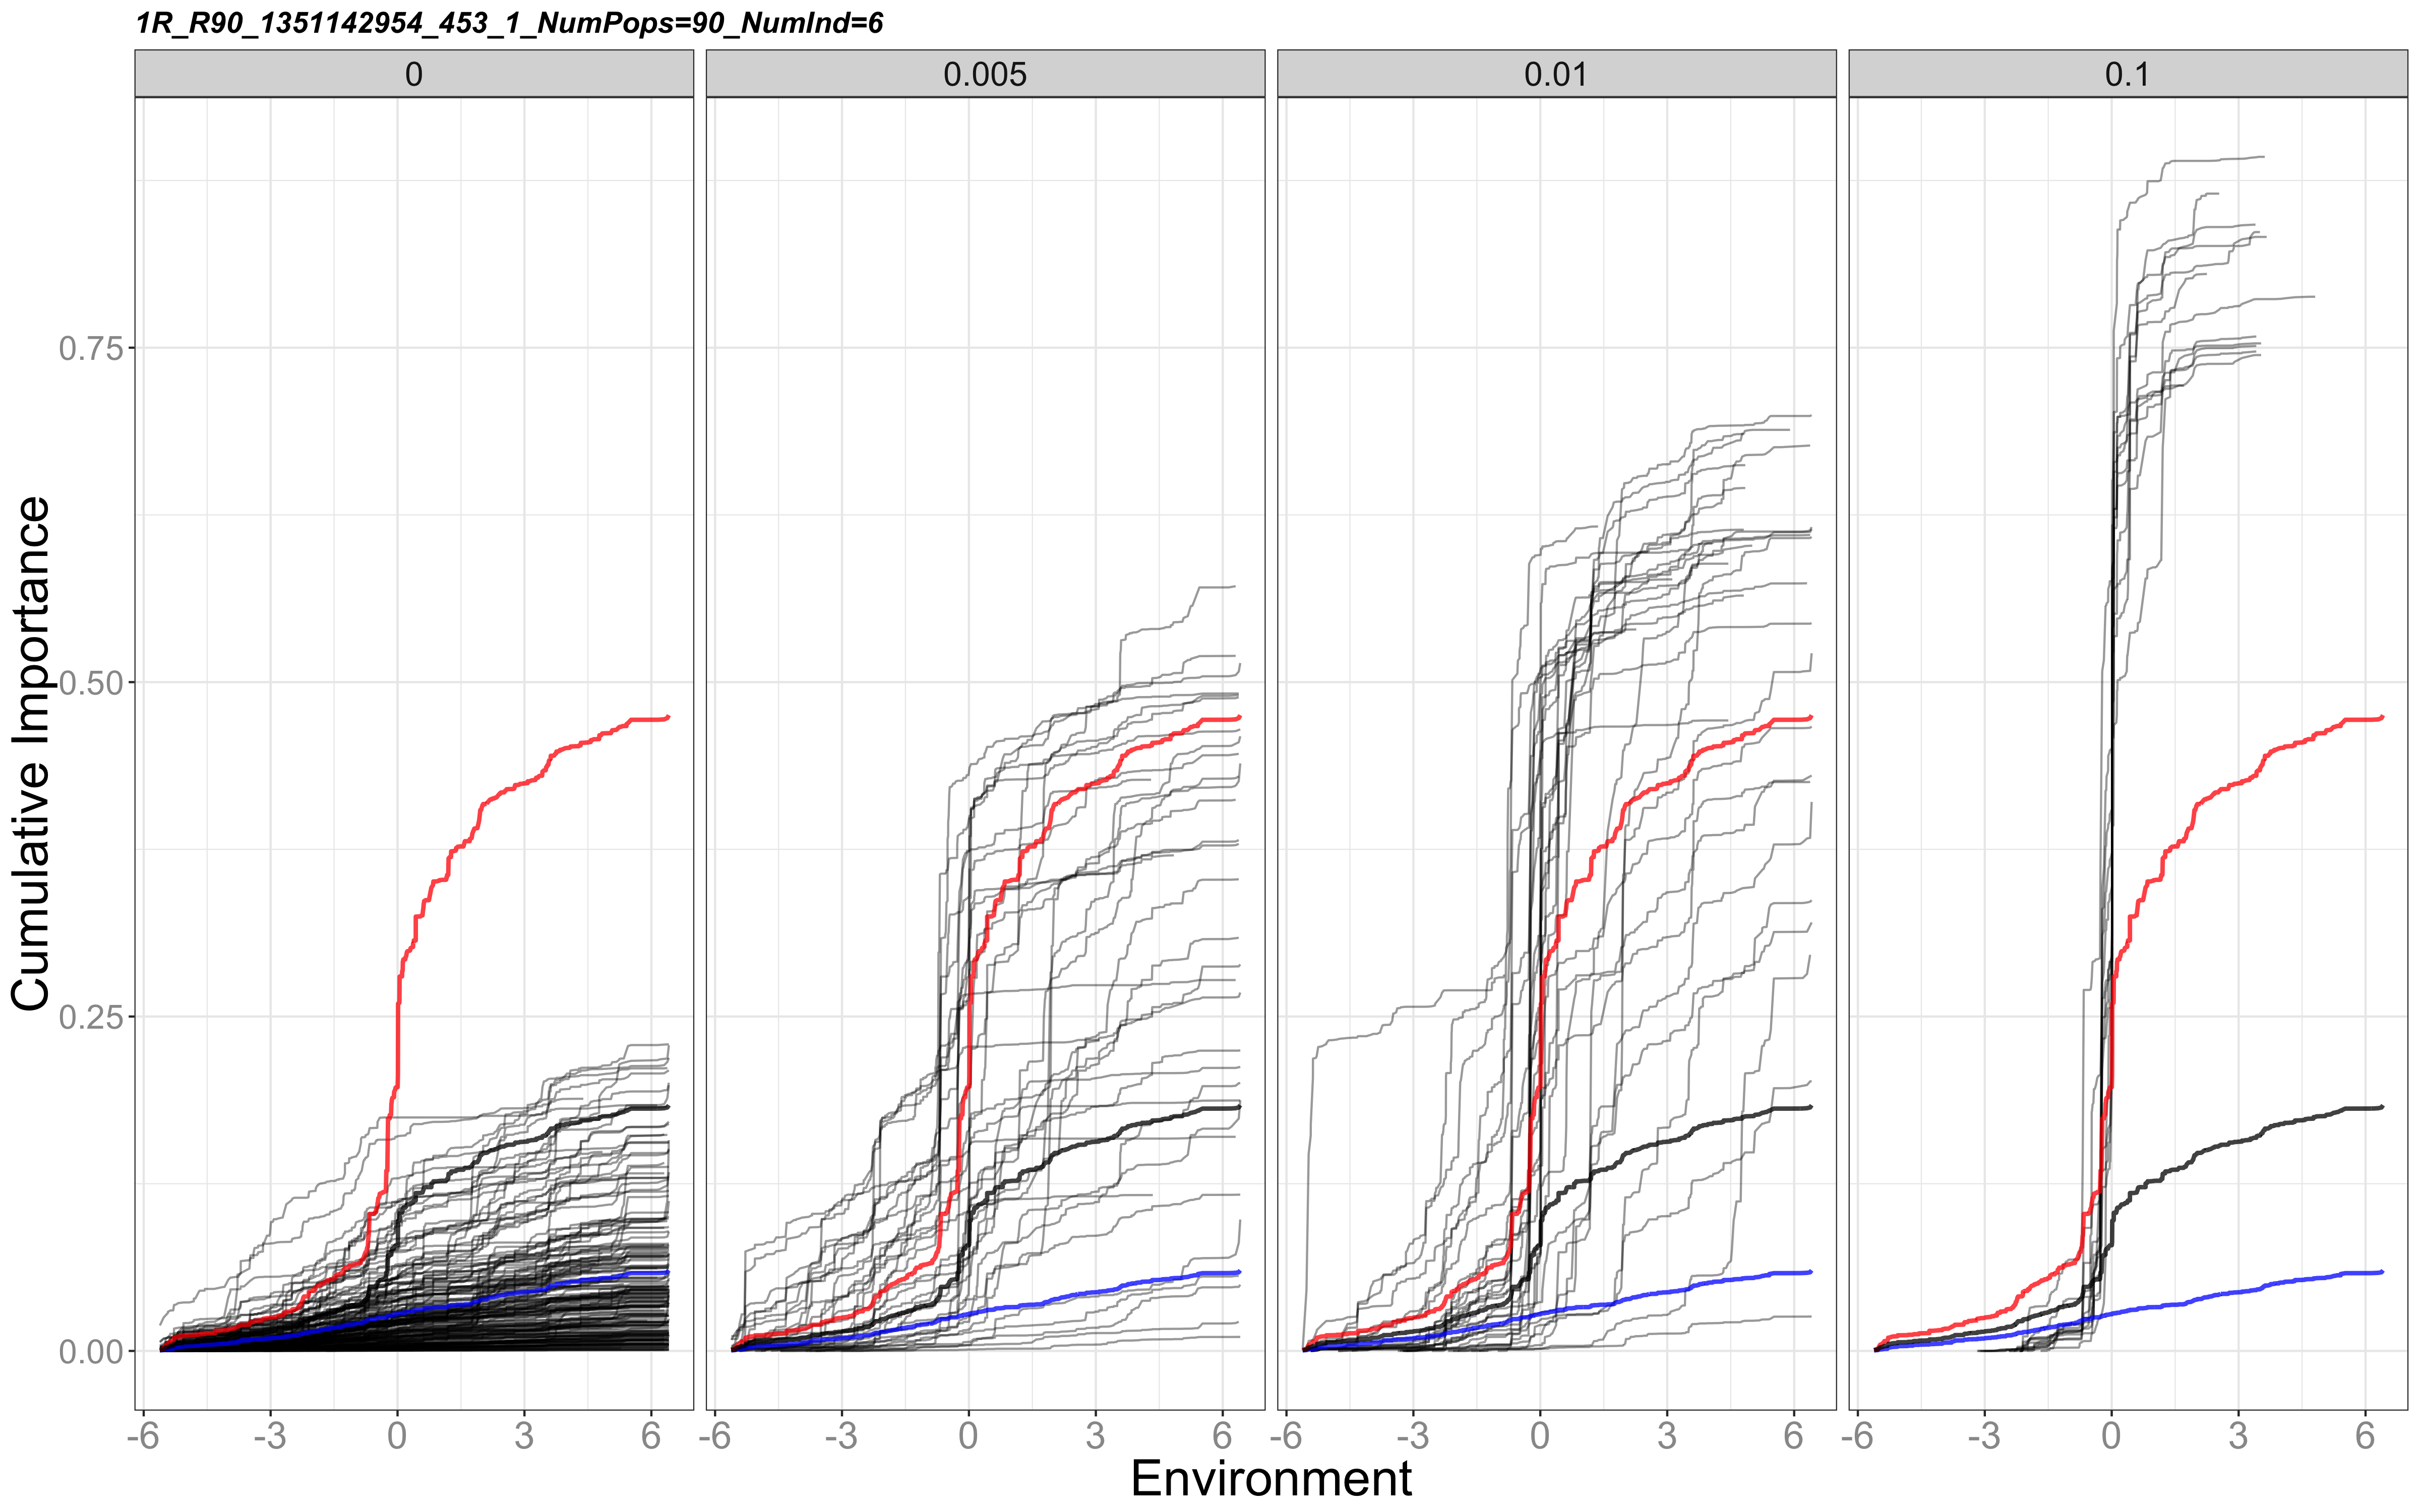 1R_R90_1351142954_453_1_NumPops=90_NumInd=6
0 0.005 0.01 0.1
Cumulative Importance
0.75
0.50
0.25
0.00
-6 -3 0 3 6 -6 -3 0 3 6 -6 -3 0 3 6 -6 -3 0 3 6
Environment